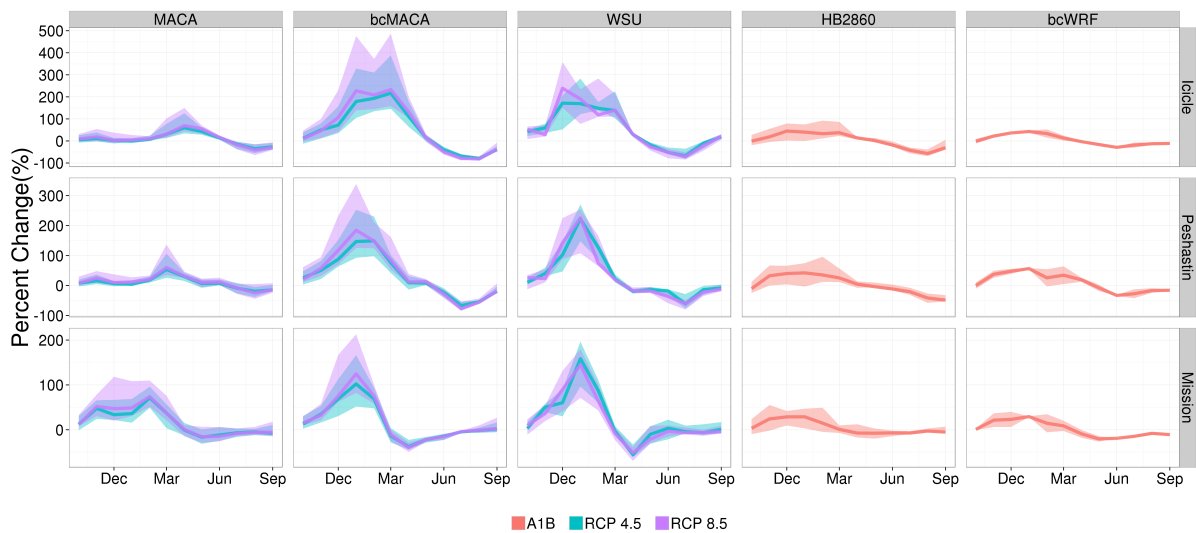 MACA bcMACA WSU HB2860 bcWRF
Percent Change(%)
500
400
300
200
100
0
-100
Icicle
300
200
100
0
-100
Peshastin
200
100
0
Mission
Dec Mar Jun Sep Dec Mar Jun Sep Dec Mar Jun Sep Dec Mar Jun Sep Dec Mar Jun Sep
A1B RCP 4.5 RCP 8.5